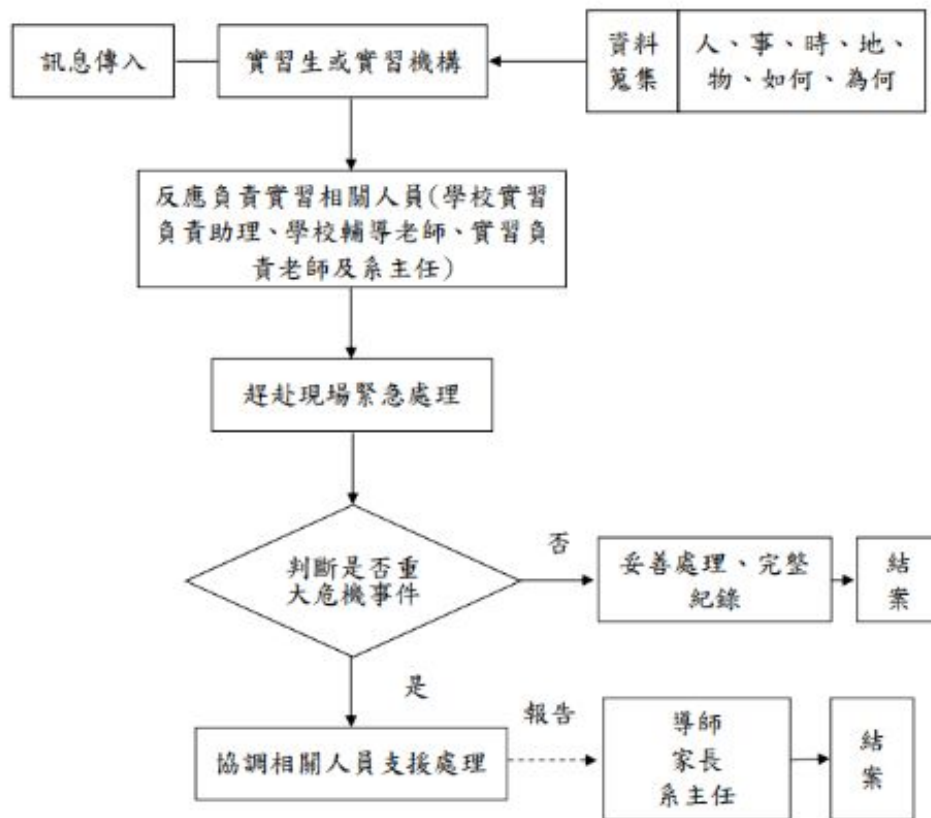 訊息傳入
實習生或實習機構
資料
蒐集
人、事、時、地、
物、如何、為何
反應負責實習相關人員(學校實習
負責助理、學校輔導老師、實習負
責老師及系主任)
趕赴現場緊急處理
判斷是否重
大危機事件
否
妥善處理、完整
紀錄
結
案
是
協調相關人員支援處理
報告
導師
家長
系主任
結
案